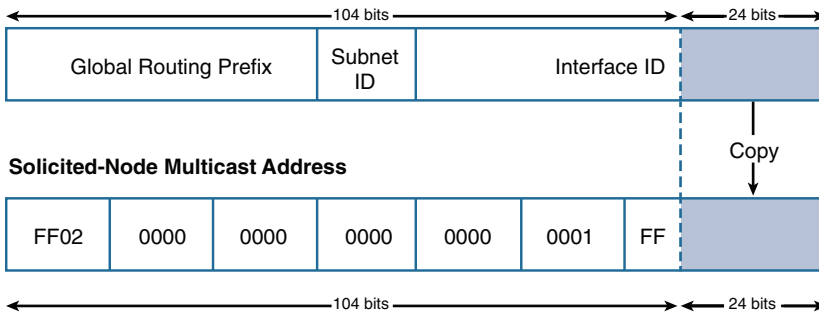 104 bits 24 bits
Global Routing Prefix Subnet ID Interface ID
Copy
Solicited-Node Multicast Address
FF02 0000 0000 0000 0000 0001 FF
104 bits 24 bits